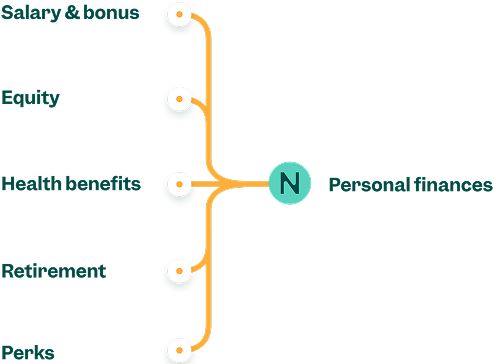 Salary & bonus
Equity
Health benefits
N
Personal finances
Retirement
Perks